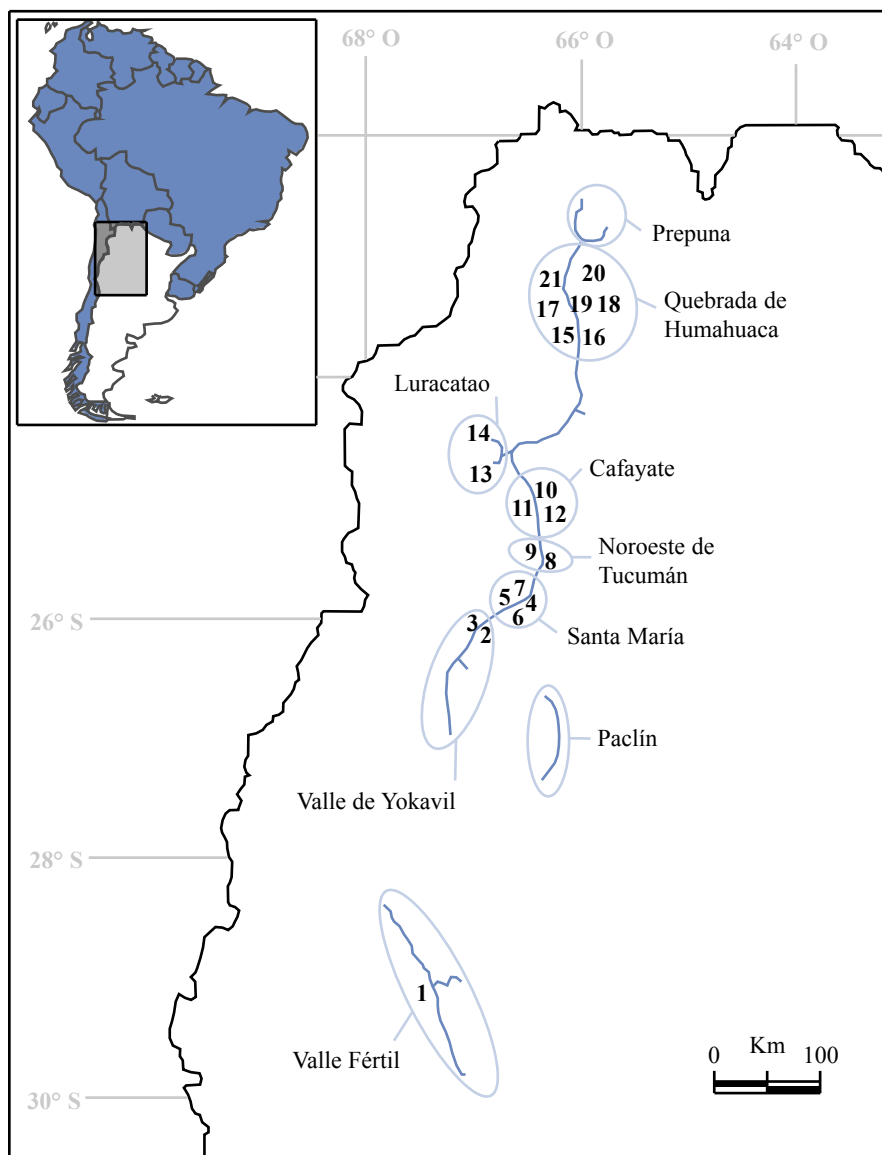 68° O
66° O
64° O
Prepuna
21
20
Quebrada de
Humahuaca
17
19
18
15
16
Luracatao
14
13
Cafayate
10
11
12
Noroeste de
Tucumán
9
8
7
5
4
6
26° S
3
2
Santa María
Paclín
Valle de Yokavil
28° S
1
Valle Fértil
Km
0
100
30° S